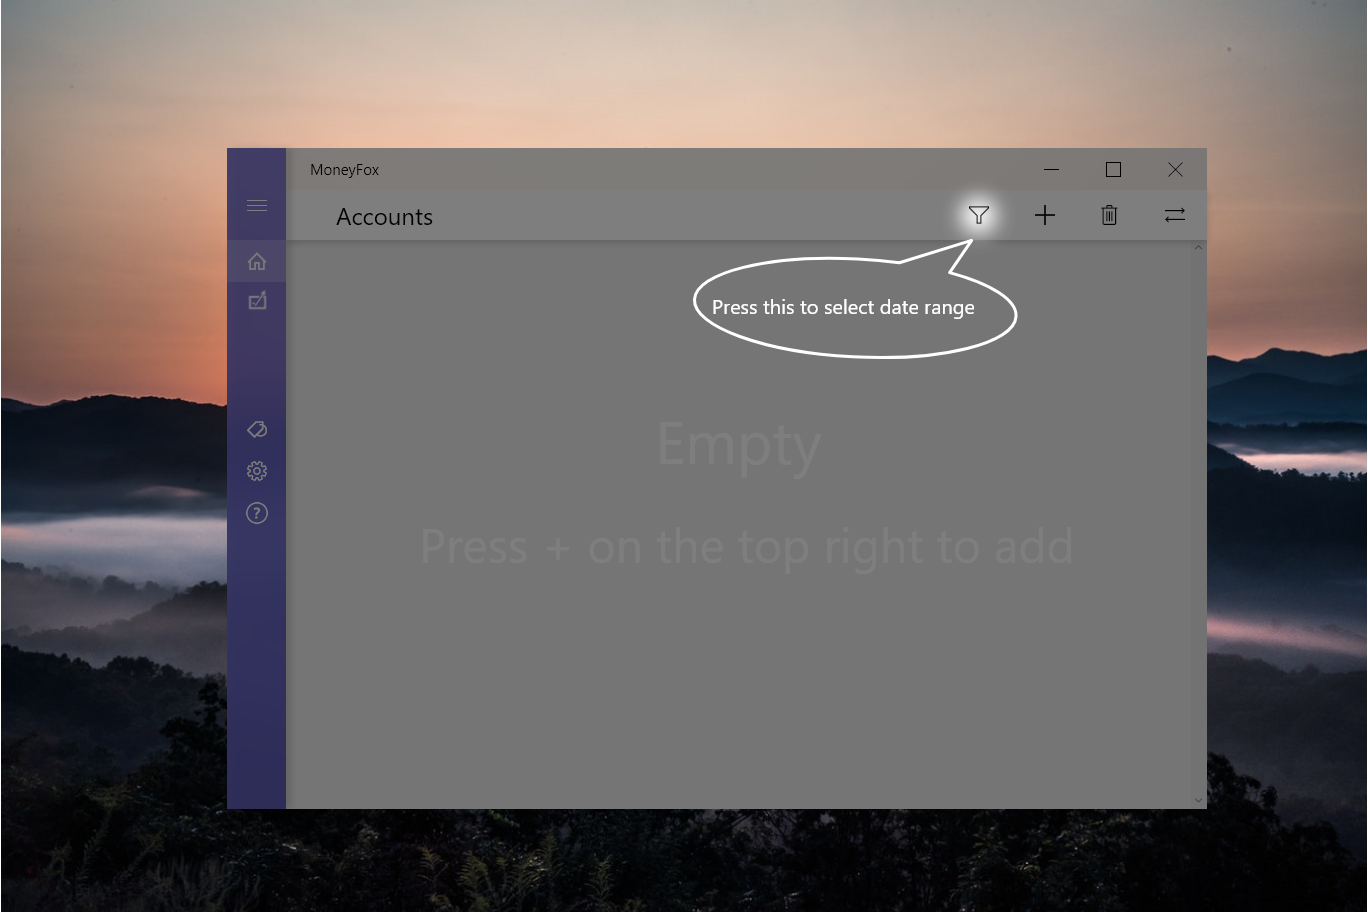 MoneyFox
Accounts
Press this to select date range
Empty
Press + on the top right to add